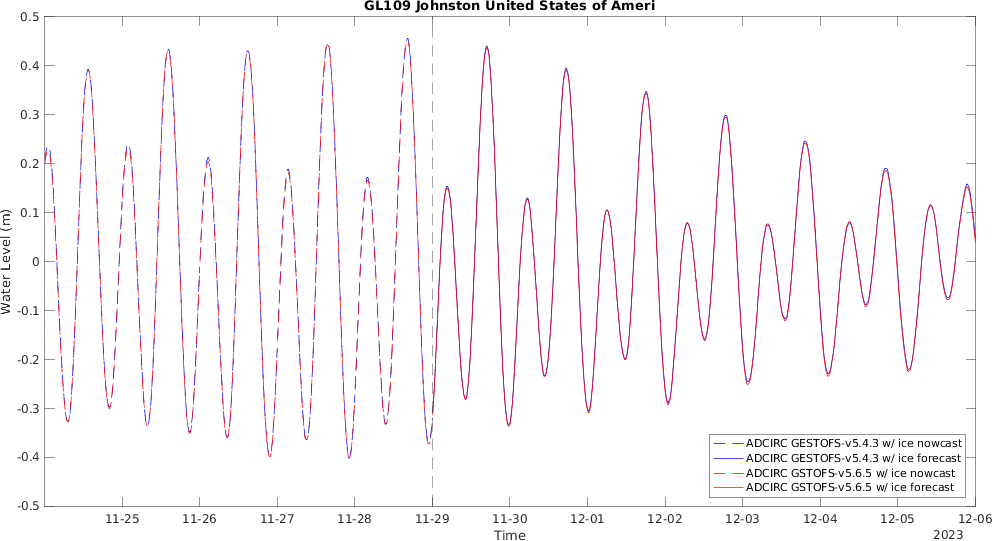 GL109 Johnston United States of Ameri
0.5
0.4
0.3
0.2
0.1
0
-0.1
-0.2
-0.3
-0.4
-0.5
Water Level (m)
11-25 11-26 11-27 11-28 11-29 11-30 12-01 12-02 12-03 12-04 12-05 12-06
Time
2023
ADCIRC GESTOFS-v5.4.3 w/ ice nowcast
ADCIRC GESTOFS-v5.4.3 w/ ice forecast
ADCIRC GSTOFS-v5.6.5 w/ ice nowcast
ADCIRC GSTOFS-v5.6.5 w/ ice forecast